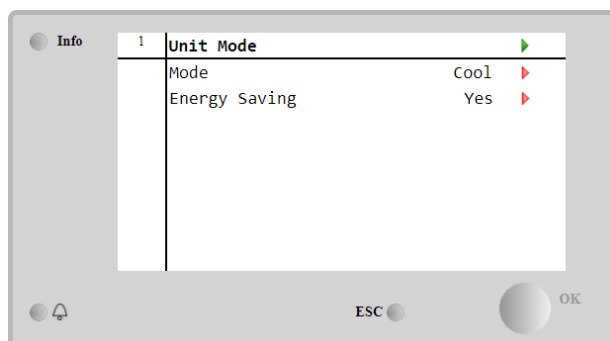 Info
1 Unit Mode
Mode Cool
Energy Saving Yes
ESC
OK